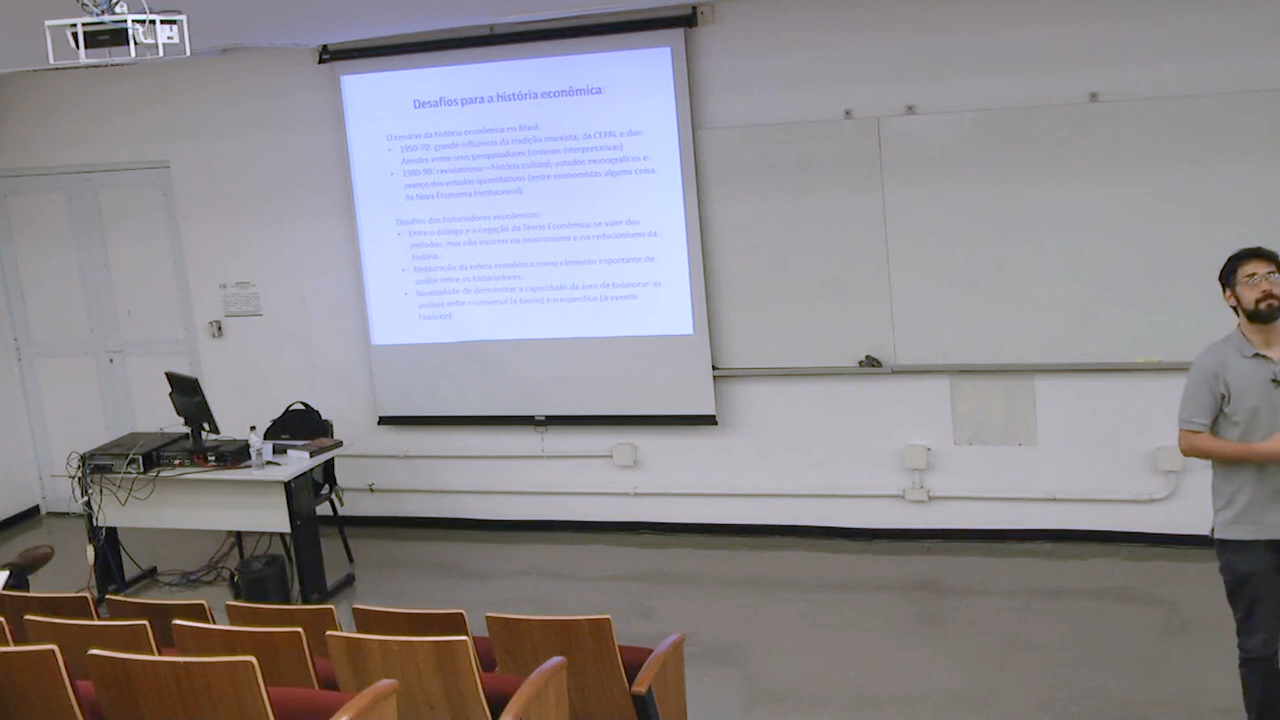 Desafios para a história econômica
O cenário da história econômica no Brasil:
• 1950-70: grande influência da tradição marxista, da CEPAL e dos
Annales entre seus pesquisadores (sínteses interpretativas)
• 1980-90: revisionismo – história cultural, estudos monográficos e
avanço dos estudos quantitativos (entre economistas alguma coisa
da Nova Economia Institucional).
Desafios dos historiadores econômicos:
• Entre o diálogo e a negação da Teoria Econômica: se valer dos
métodos, mas não incorrer no anacronismo e no reducionismo da
história.
• Restauração da esfera econômica como elemento importante de
análise entre os historiadores.
• Necessidade de demonstrar a capacidade da área de balancear as
análises entre o universal (a teoria) e o específico (o evento
histórico).